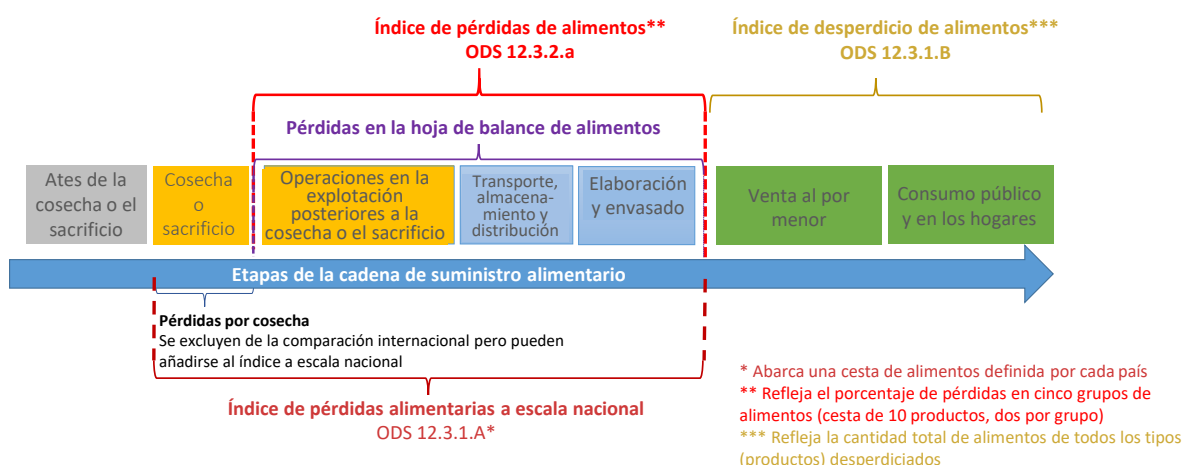 Índice de pérdidas de alimentos**
ODS 12.3.2.a
Índice de desperdicio de alimentos***
ODS 12.3.1.B
Pérdidas en la hoja de balance de alimentos
Ates de la
cosecha o el
sacrificio
Cosecha
o
sacrificio
Operaciones en la
explotación
posteriores a la
cosecha o el sacrificio
Transporte,
almacena-
miento y
distribución
Elaboración
y envasado
Venta al por
menor
Consumo público
y en los hogares
Etapas de la cadena de suministro alimentario
Pérdidas por cosecha
Se excluyen de la comparación internacional pero pueden
añadirse al índice a escala nacional
Índice de pérdidas alimentarias a escala nacional
ODS 12.3.1.A*
* Abarca una cesta de alimentos definida por cada país
** Refleja el porcentaje de pérdidas en cinco grupos de
alimentos (cesta de 10 productos, dos por grupo)
*** Refleja la cantidad total de alimentos de todos los tipos
(productos) desperdiciados